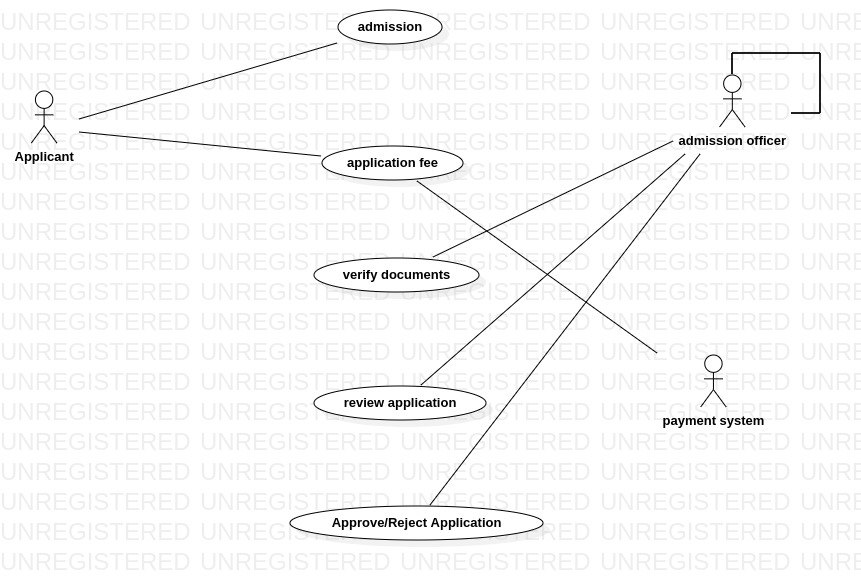 admission
Applicant
admission officer
application fee
verify documents
review application
payment system
Approve/Reject Application
UNREGISTERED UNREGISTERED UNREGISTERED UNREGISTERED